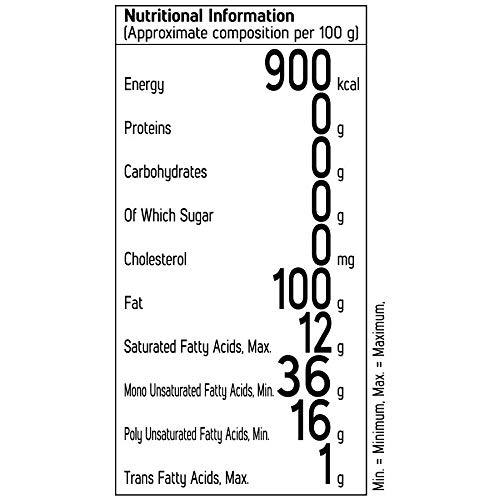 Nutritional Information
(Approximate composition per 100 g)
Energy 900 kcal
Proteins 0 g
Carbohydrates 0 g
Of Which Sugar 0 g
Cholesterol 0 mg
Fat 100 g
Saturated Fatty Acids, Max. 12 g
Mono Unsaturated Fatty Acids, Min. 36 g
Poly Unsaturated Fatty Acids, Min. 16 g
Trans Fatty Acids, Max. 1 g
Min. = Minimum, Max. = Maximum.